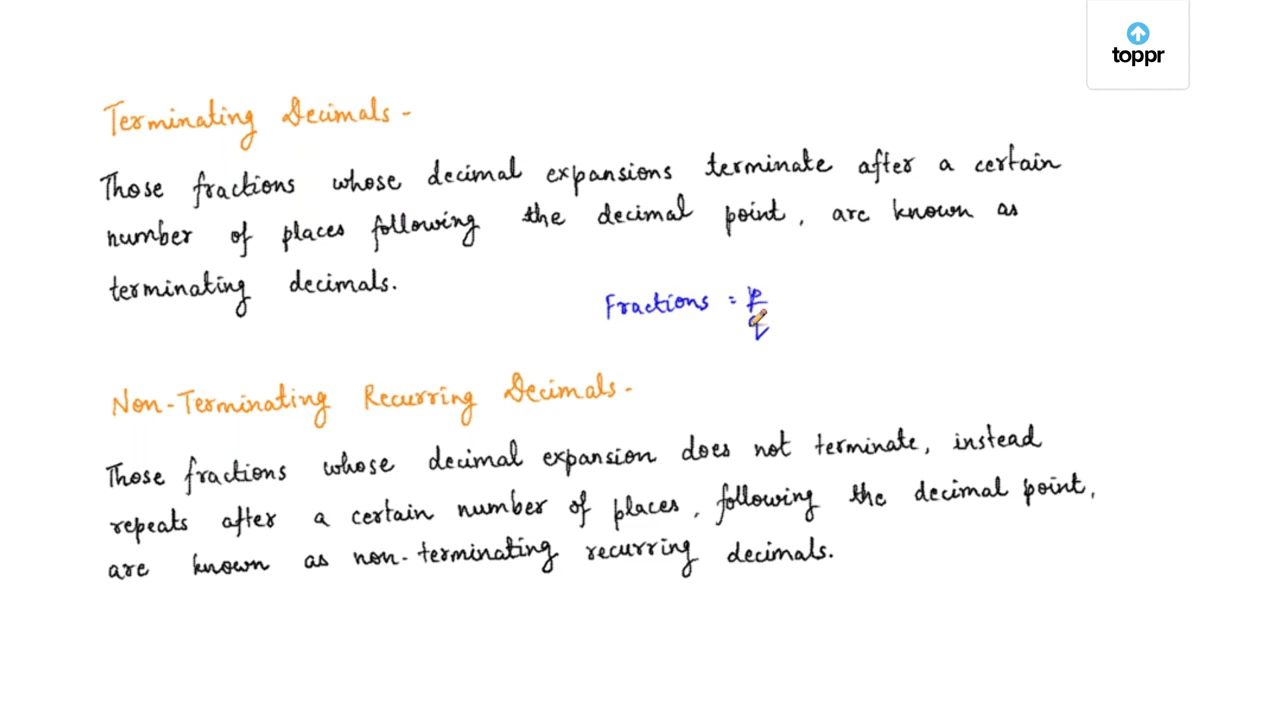 toppr
Terminating Decimals -
Those fractions whose decimal expansions terminate after a certain
number of places following the decimal point, are known as
terminating decimals.
Fractions = p/q
Non-Terminating Recurring Decimals -
Those fractions whose decimal expansion does not terminate, instead
repeats after a certain number of places, following the decimal point,
are known as non-terminating recurring decimals.